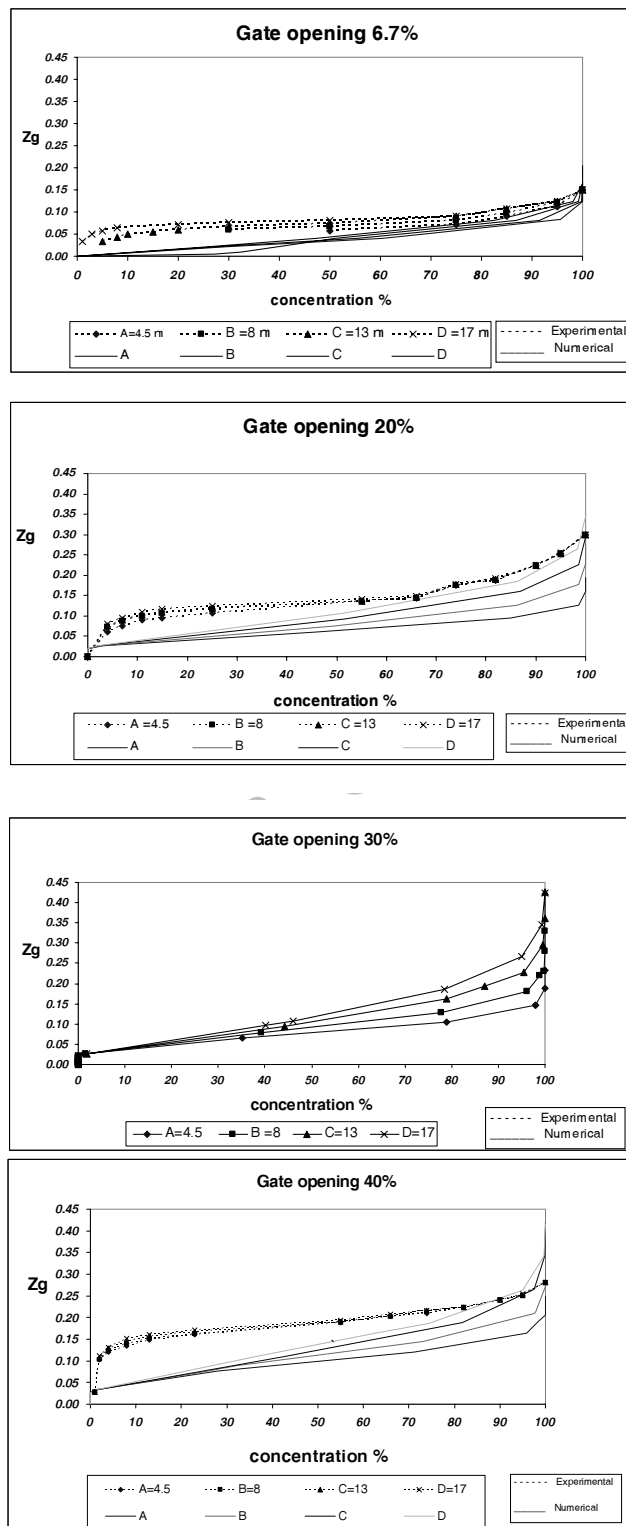 Gate opening 6.7%
0.45
0.40
0.35
0.30
Zg
0.25
0.20
0.15
0.10
0.05
0.00
0 10 20 30 40 50 60 70 80 90 100
concentration %
A=4.5 m B =8 m C =13 m D =17 m
A B C D
Experimental
Numerical
Gate opening 20%
0.45
0.40
0.35
0.30
Zg
0.25
0.20
0.15
0.10
0.05
0.00
0 10 20 30 40 50 60 70 80 90 100
concentration %
A =4.5 B =8 C =13 D =17
A B C D
Experimental
Numerical
Gate opening 30%
0.45
0.40
0.35
0.30
Zg
0.25
0.20
0.15
0.10
0.05
0.00
0 10 20 30 40 50 60 70 80 90 100
concentration %
A=4.5 B =8 C=13 D=17
Experimental
Numerical
Gate opening 40%
0.45
0.40
0.35
0.30
Zg
0.25
0.20
0.15
0.10
0.05
0.00
0 10 20 30 40 50 60 70 80 90 100
concentration %
A=4.5 B=8 C=13 D=17
A B C D
Experimental
Numerical